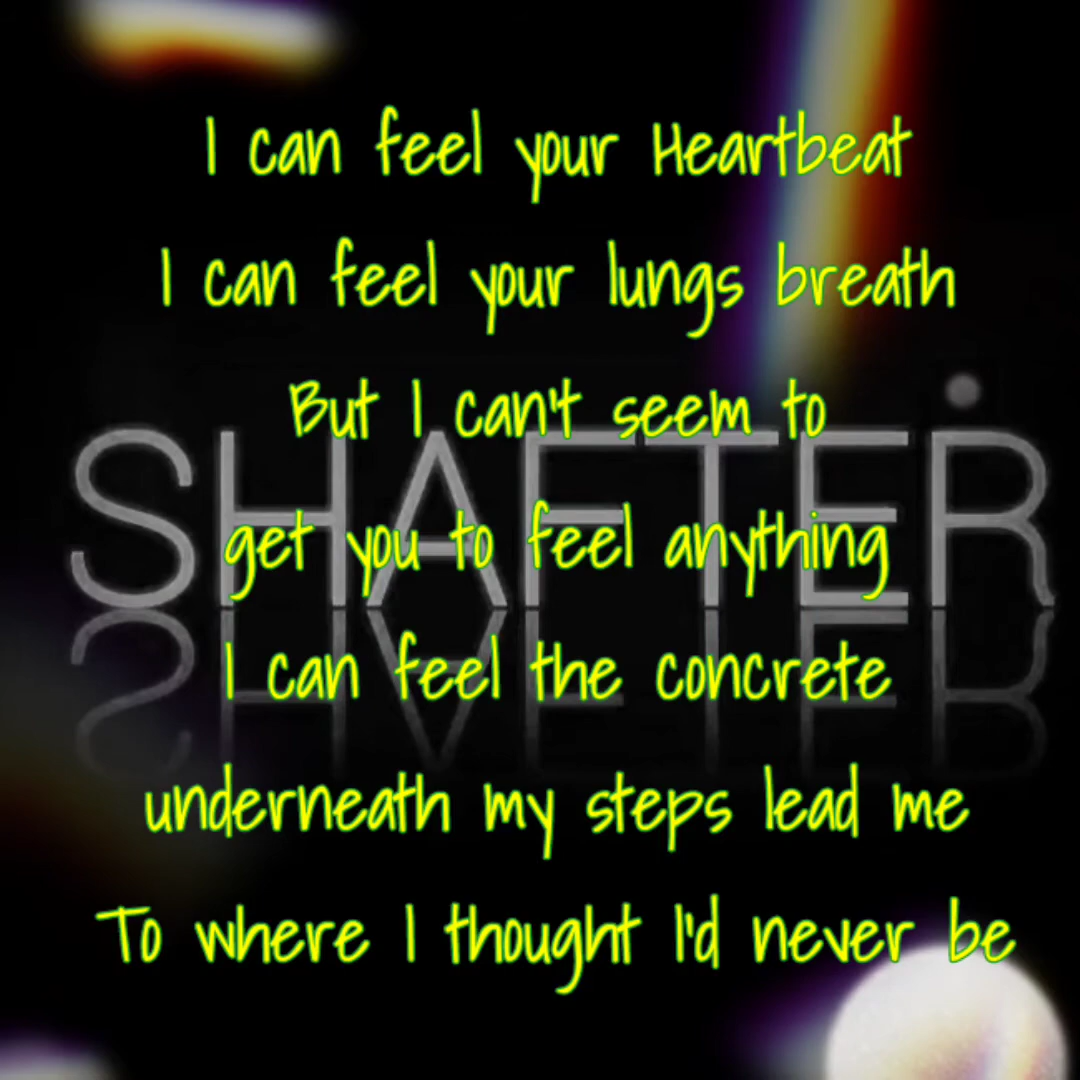 I can feel your Heartbeat
I can feel your lungs breath
But I can't seem to
SHAFTER
get you to feel anything
I can feel the concrete
underneath my steps lead me
To where I thought I'd never be